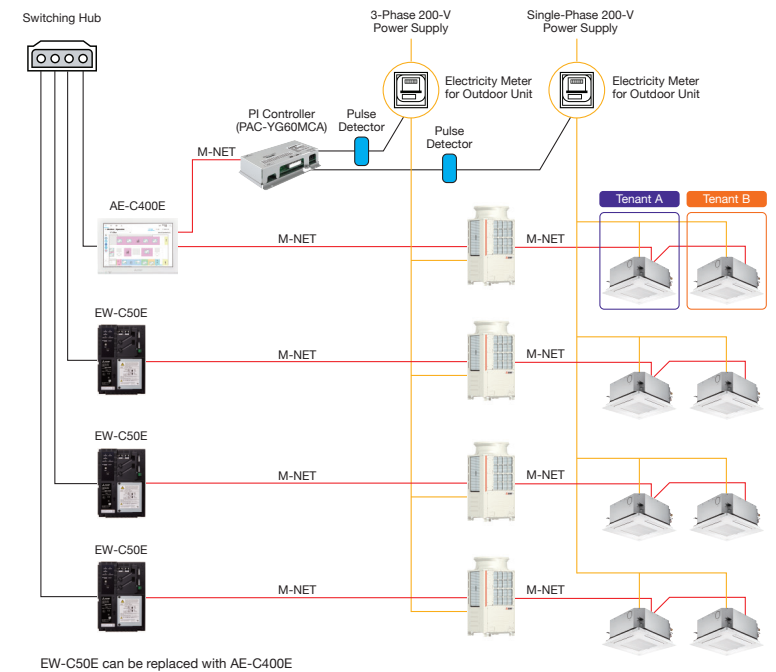 Switching Hub
3-Phase 200-V
Power Supply
Single-Phase 200-V
Power Supply
Electricity Meter
for Outdoor Unit
Electricity Meter
for Outdoor Unit
PI Controller
(PAC-YG60MCA)
Pulse
Detector
Pulse
Detector
M-NET
AE-C400E
Tenant A
Tenant B
M-NET
M-NET
EW-C50E
M-NET
M-NET
EW-C50E
M-NET
M-NET
EW-C50E
M-NET
M-NET
EW-C50E can be replaced with AE-C400E